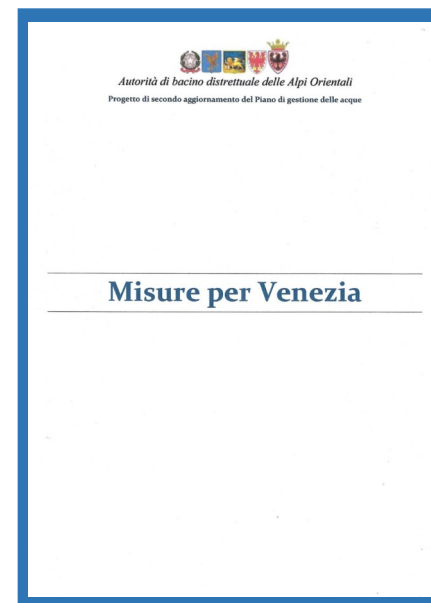 Autorità di bacino distrettuale delle Alpi Orientali
Progetto di secondo aggiornamento del Piano di gestione delle acque
Misure per Venezia